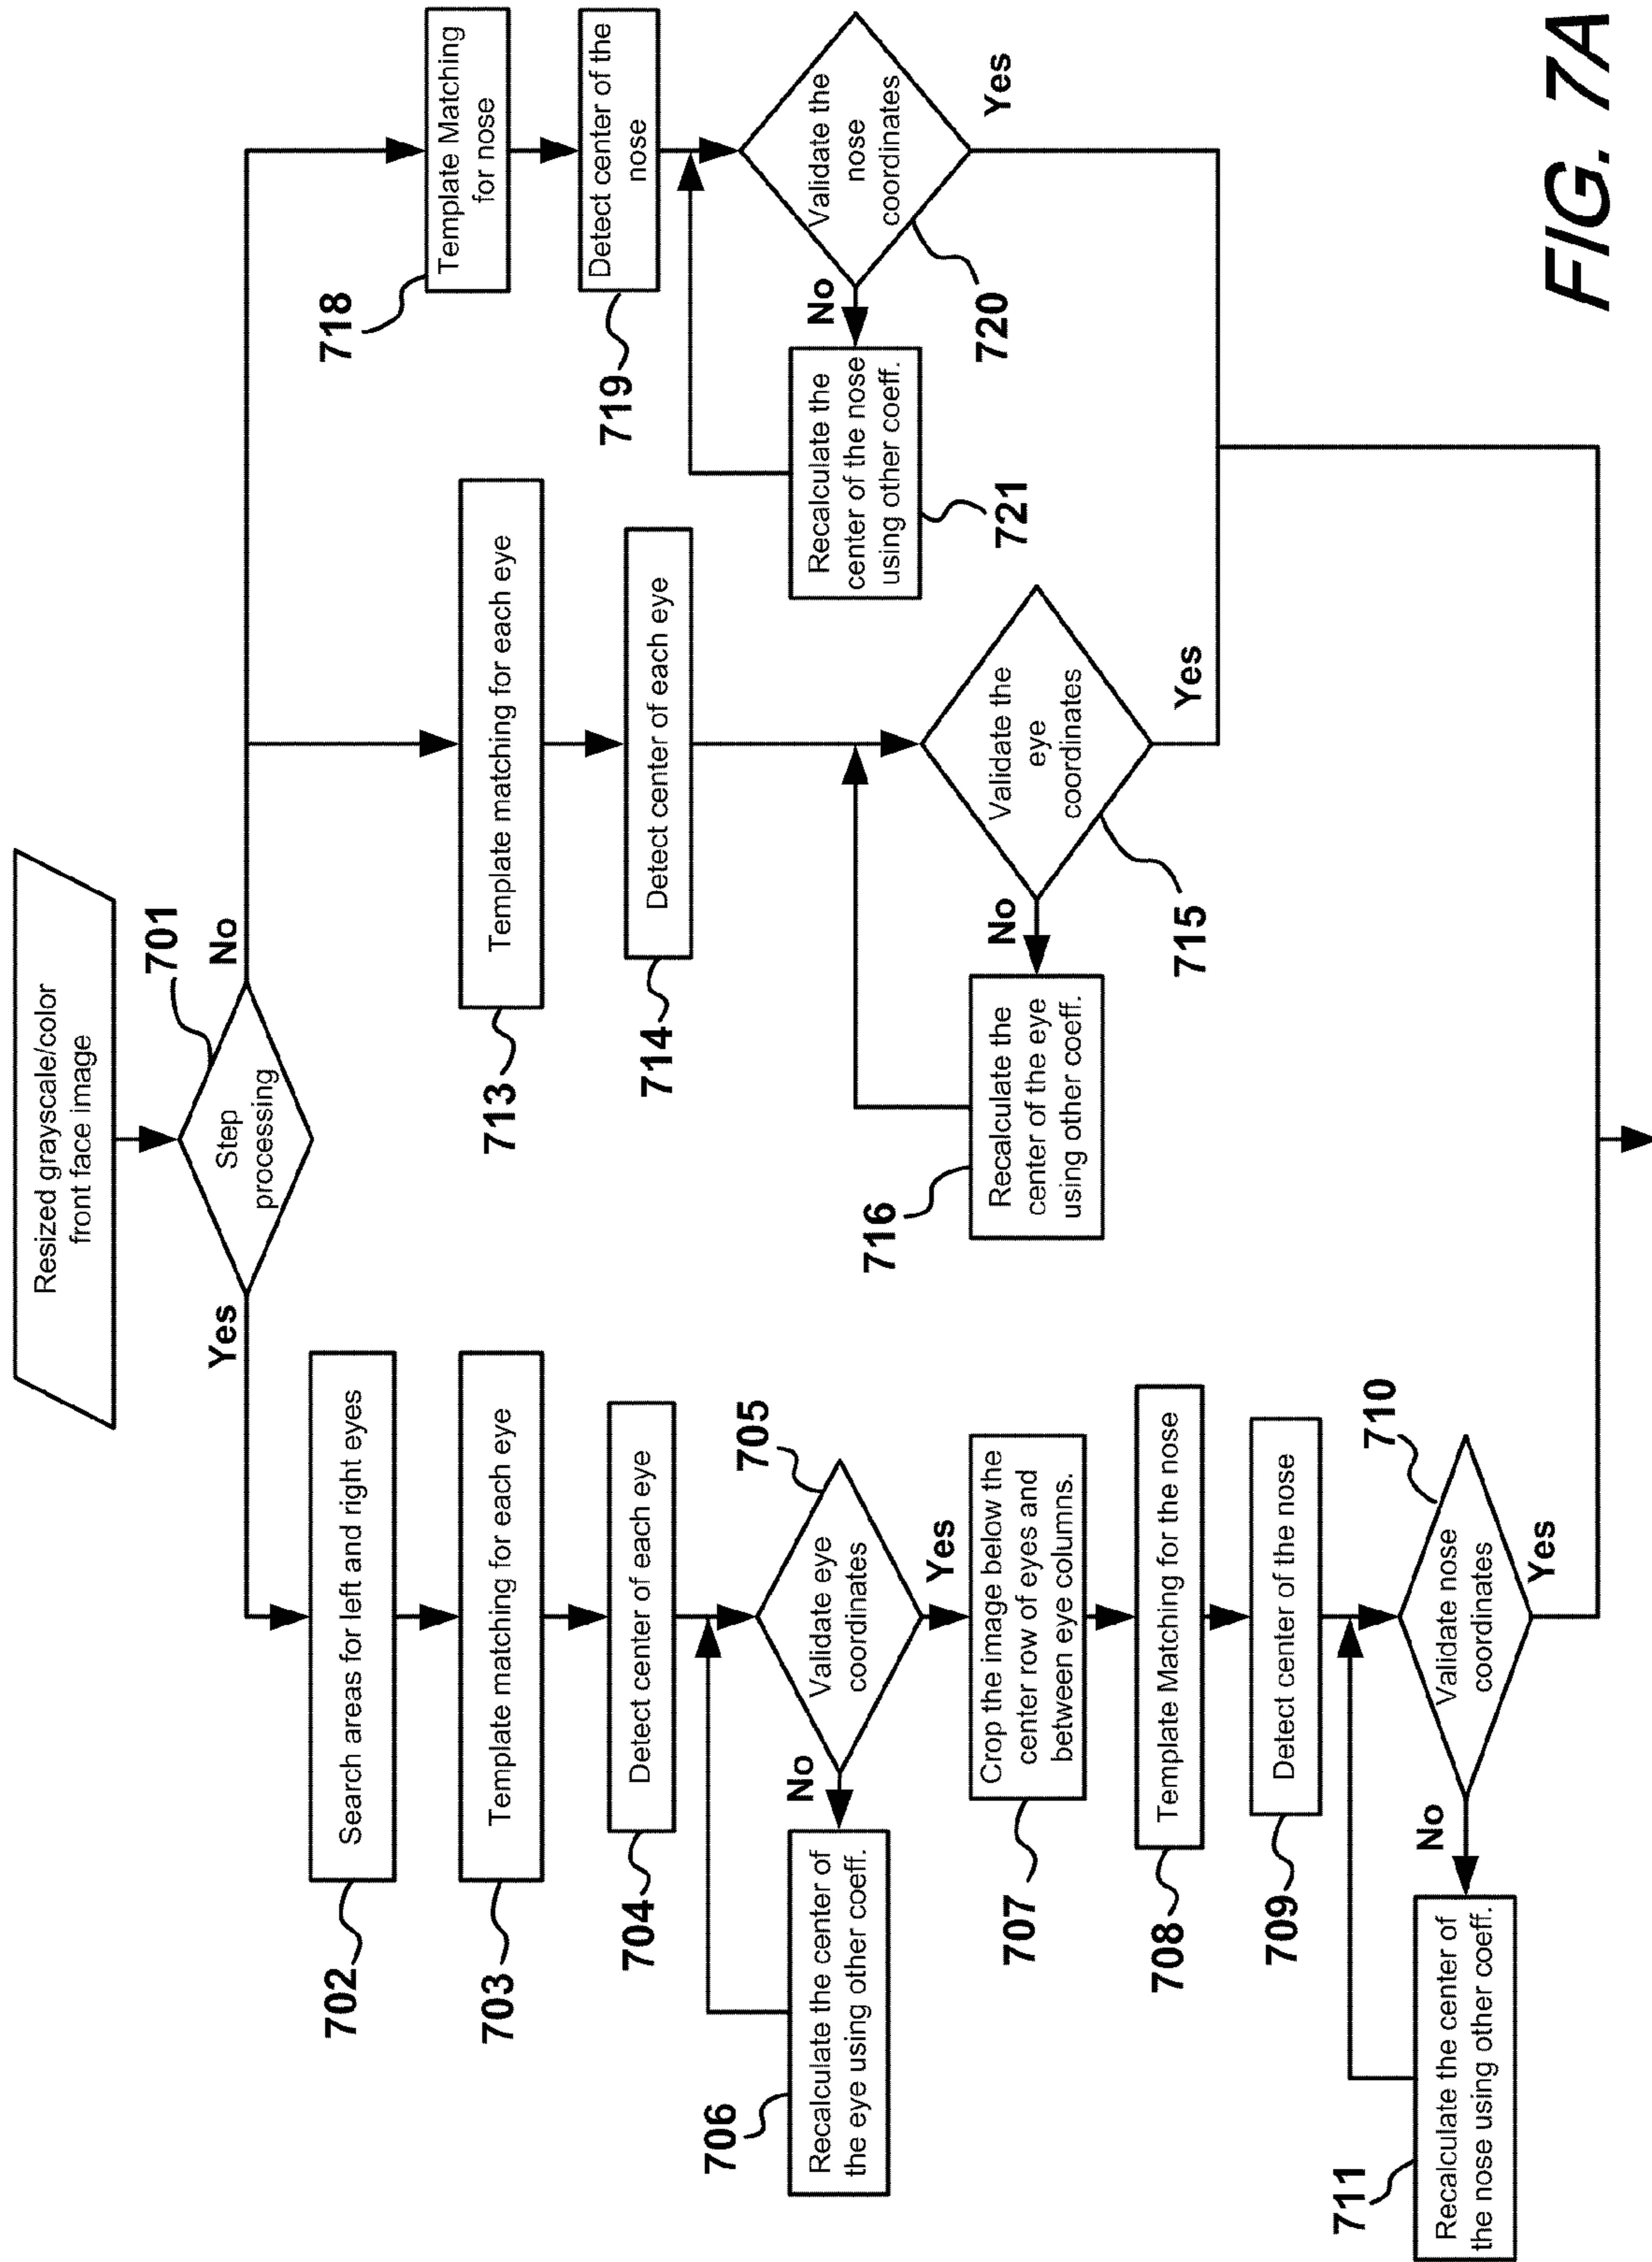 Resized grayscale/color
front face image
701
Step
processing
Yes
No
Search areas for left and right eyes
702
Template matching for each eye
703
Detect center of each eye
704
705
Validate eye
coordinates
No
Yes
Recalculate the center of
the eye using other coeff.
706
Crop the image below the
center row of eyes and
between eye columns.
707
Template Matching for the nose
708
Detect center of the nose
709
710
Validate nose
coordinates
No
Yes
Recalculate the center of
the nose using other coeff.
711
Template matching for each eye
713
Detect center of each eye
714
Validate the
eye
coordinates
715
No
Yes
Recalculate the
center of the eye
using other coeff.
716
Template Matching
for nose
718
Detect center of the
nose
719
Validate the
nose
coordinates
720
No
Yes
Recalculate the
center of the nose
using other coeff.
721
FIG. 7A